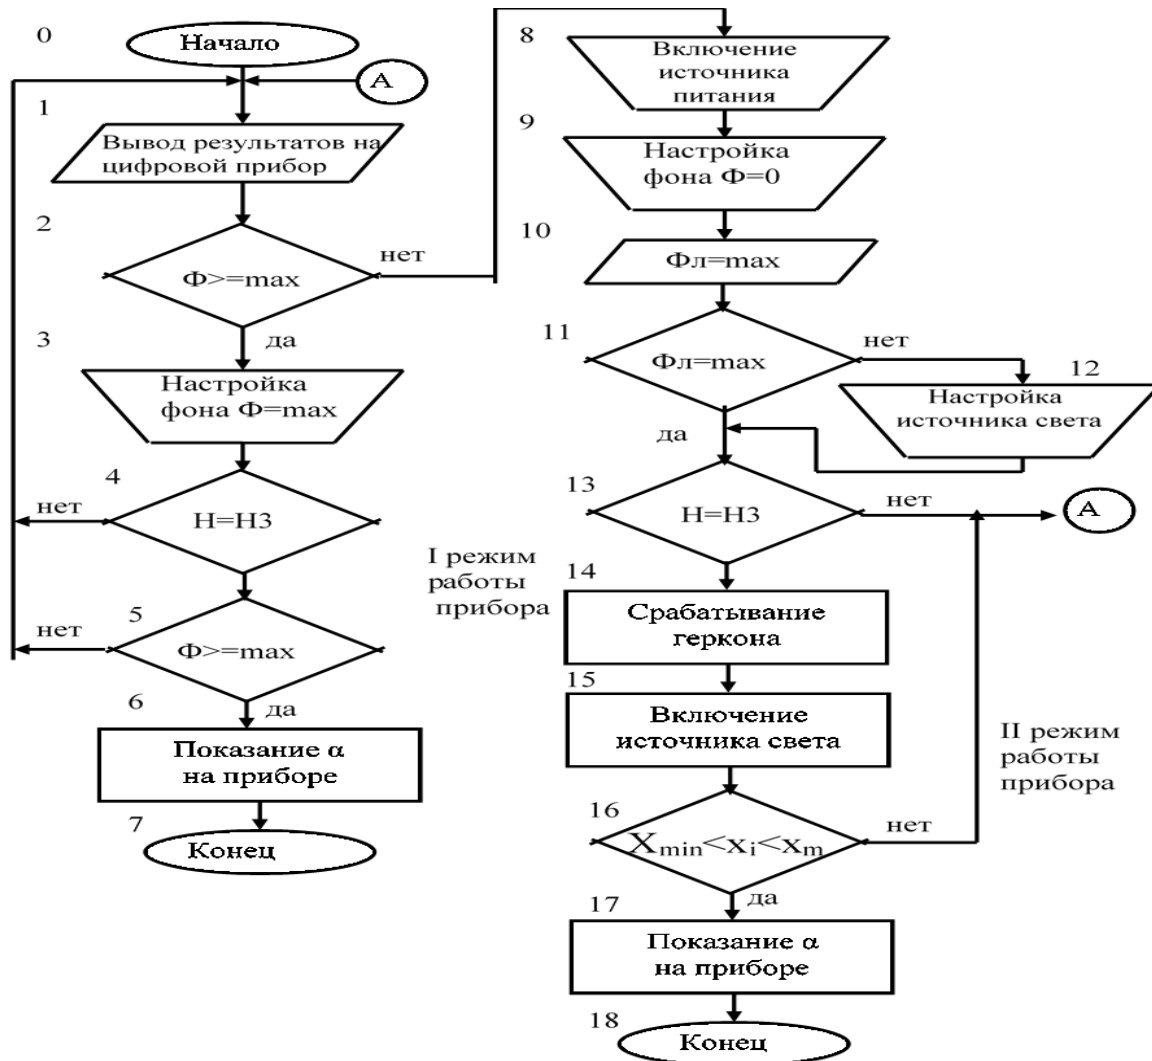 0
Начало
А
1
Вывод результатов на
цифровой прибор
2
Ф>=max
нет
да
3
Настройка
фона Ф=max
4
нет
Н=Н3
5
нет
Ф>=max
I режим
работы
прибора
6
да
Показание α
на приборе
7
Конец
8
Включение
источника
питания
9
Настройка
фона Ф=0
10
Фл=max
11
Фл=max
нет
да
12
Настройка
источника света
13
Н=Н3
нет
А
14
Срабатывание
геркона
15
Включение
источника света
II режим
работы
прибора
16
Xmin<xi<xm
нет
да
17
Показание α
на приборе
18
Конец